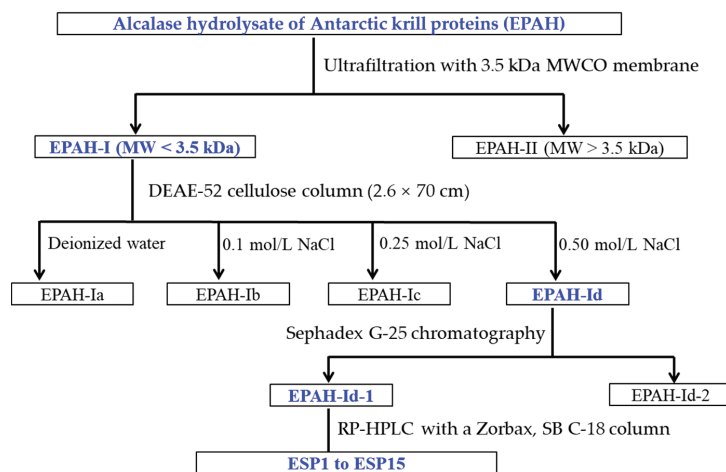 Alcalase hydrolysate of Antarctic krill proteins (EPAH)
Ultrafiltration with 3.5 kDa MWCO membrane
EPAH-I (MW < 3.5 kDa)
EPAH-II (MW > 3.5 kDa)
DEAE-52 cellulose column (2.6 × 70 cm)
Deionized water
0.1 mol/L NaCl
0.25 mol/L NaCl
0.50 mol/L NaCl
EPAH-Ia
EPAH-Ib
EPAH-Ic
EPAH-Id
Sephadex G-25 chromatography
EPAH-Id-1
EPAH-Id-2
RP-HPLC with a Zorbax, SB C-18 column
ESP1 to ESP15